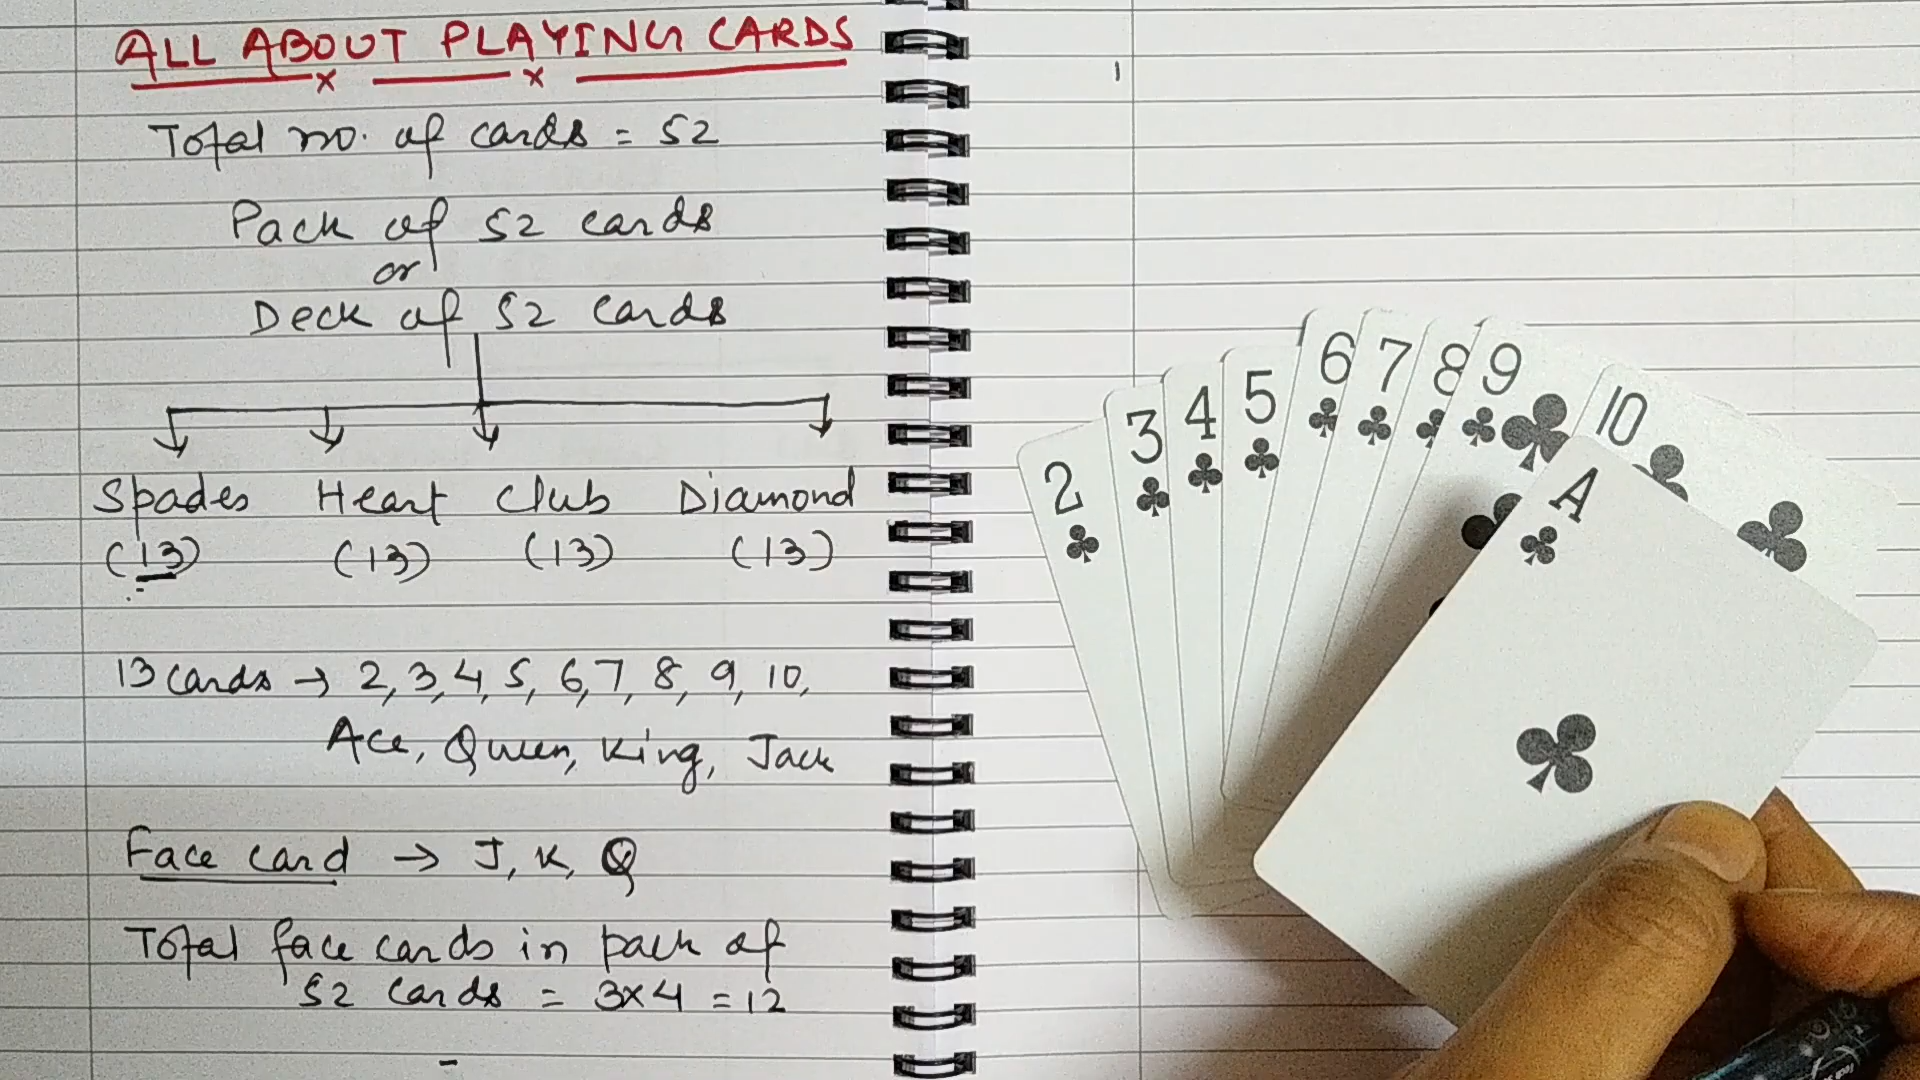 ALL ABOUT PLAYING CARDS
Total no. of cards = 52
Pack of 52 cards
or
Deck of 52 cards
Spades Heart Club Diamond
(13) (13) (13) (13)
13 cards → 2, 3, 4, 5, 6, 7, 8, 9, 10,
Ace, Queen, King, Jack
Face card → J, K, Q
Total face cards in pack of
52 cards = 3x4 = 12
2
3
4
5
6
7
8
9
10
A